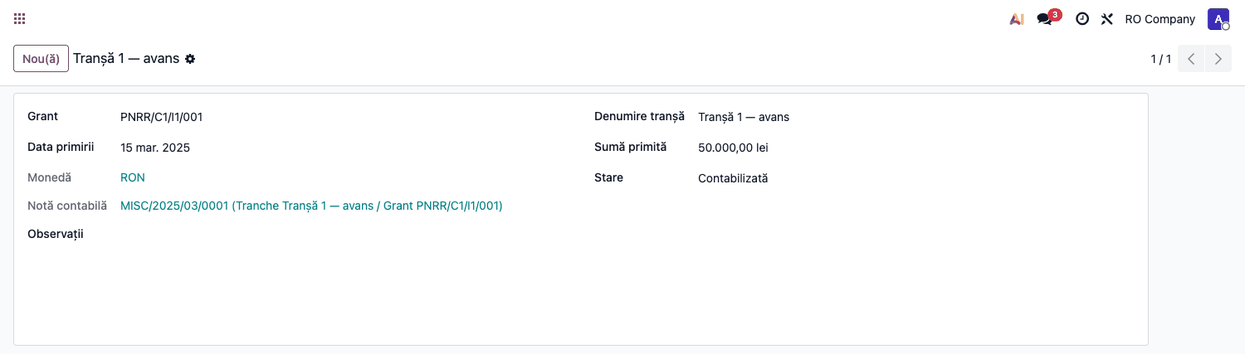 AI 3 RO Company A
Nou(ă) Tranșă 1 — avans 1 / 1
Grant PNRR/C1/I1/001 Denumire tranșă Tranșă 1 — avans
Data primirii 15 mar. 2025 Sumă primită 50.000,00 lei
Monedă RON Stare Contabilizată
Notă contabilă MISC/2025/03/0001 (Tranche Tranșă 1 — avans / Grant PNRR/C1/I1/001)
Observații